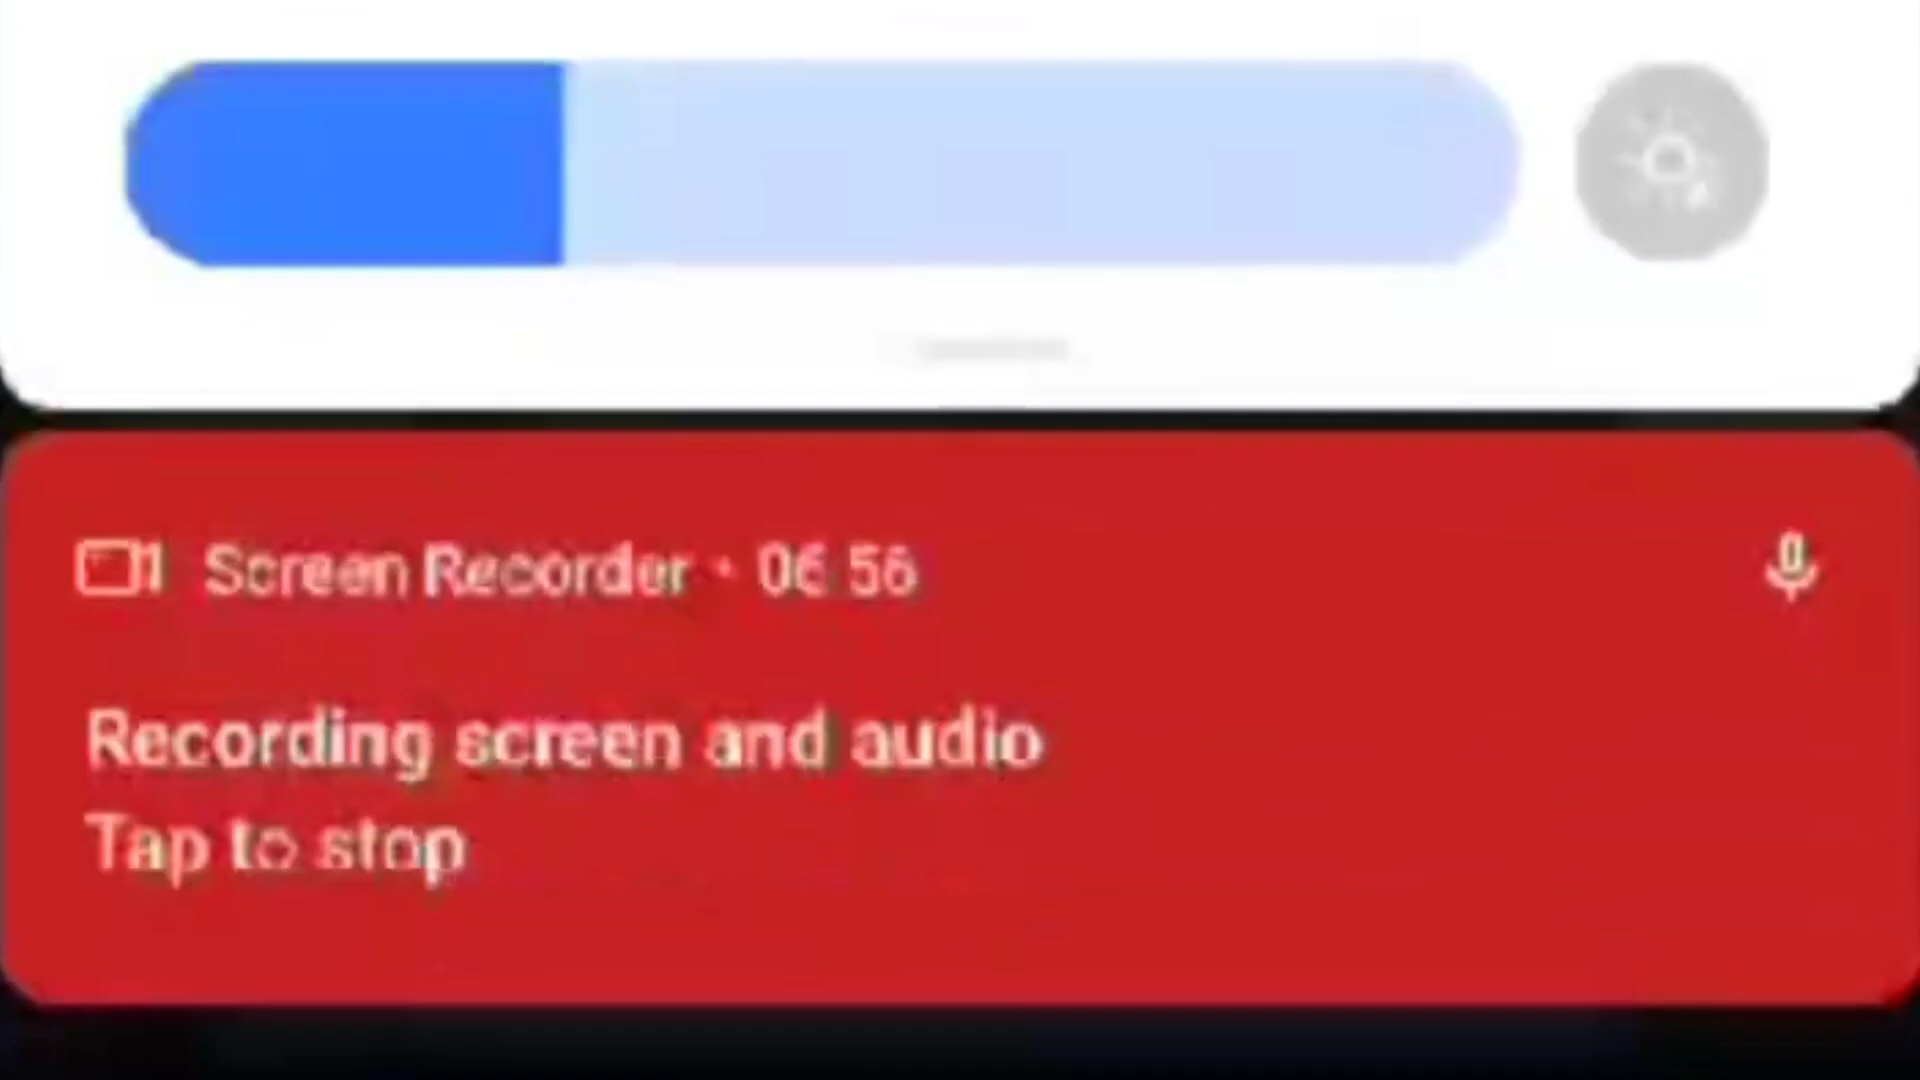 Screen Recorder • 06:56
Recording screen and audio
Tap to stop